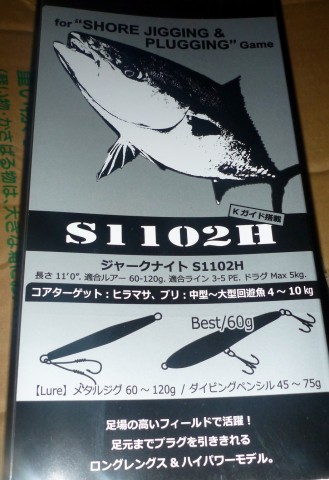 for "SHORE JIGGING &
PLUGGING" Game
Kガイド搭載
S1102H
ジャークナイト S1102H
長さ 11'0". 適合ルアー 60-120g. 適合ライン 3-5 PE. ドラグ Max 5kg.
コアターゲット:ヒラマサ、ブリ:中型〜大型回遊魚 4〜10kg
Best/60g
【Lure】メタルジグ 60〜120g / ダイビングペンシル 45〜75g
足場の高いフィールドで活躍!
足元までプラグを引ききれる
ロングレングス&ハイパワーモデル。